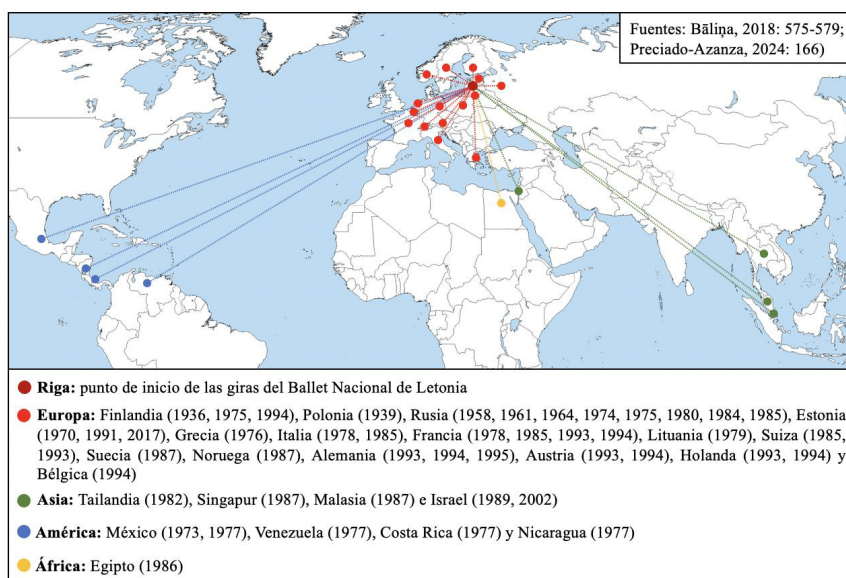 Fuentes: Bāliņa, 2018: 575-579;
Preciado-Azanza, 2024: 166)
Riga: punto de inicio de las giras del Ballet Nacional de Letonia
Europa: Finlandia (1936, 1975, 1994), Polonia (1939), Rusia (1958, 1961, 1964, 1974, 1975, 1980, 1984, 1985), Estonia
(1970, 1991, 2017), Grecia (1976), Italia (1978, 1985), Francia (1978, 1985, 1993, 1994), Lituania (1979), Suiza (1985,
1993), Suecia (1987), Noruega (1987), Alemania (1993, 1994, 1995), Austria (1993, 1994), Holanda (1993, 1994) y
Bélgica (1994)
Asia: Tailandia (1982), Singapur (1987), Malasia (1987) e Israel (1989, 2002)
América: México (1973, 1977), Venezuela (1977), Costa Rica (1977) y Nicaragua (1977)
África: Egipto (1986)